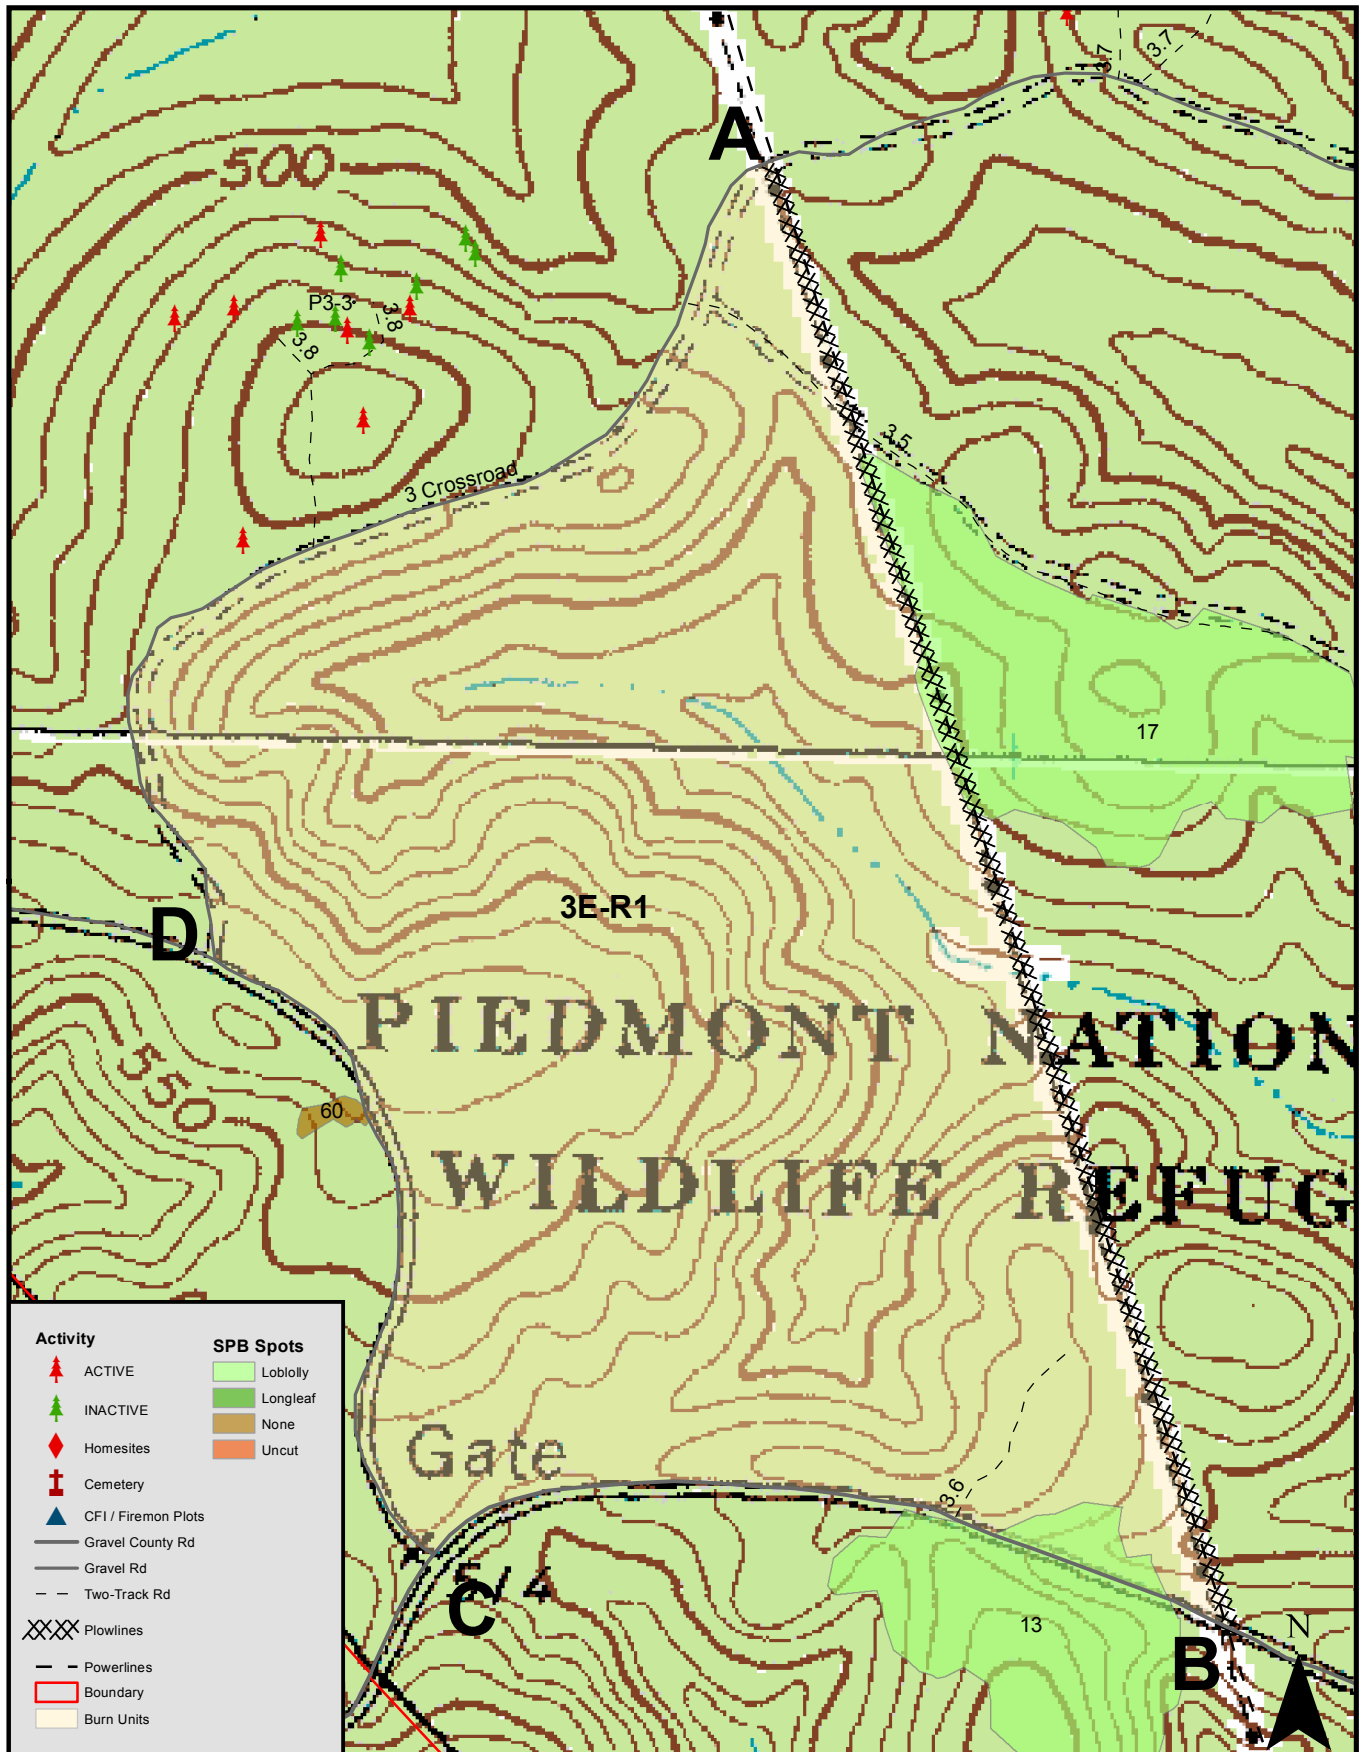 A
3.7
3.7
500
P3-3
3.8
3.8
3.5
3 Crossroad
17
3E-R1
D
PIEDMONT NATION
550
60
WILDLIFE REFUG
Gate
3.6
C
13
B
N
Activity
ACTIVE
INACTIVE
Homesites
Cemetery
CFI / Firemon Plots
Gravel County Rd
Gravel Rd
Two-Track Rd
Plowlines
Powerlines
Boundary
Burn Units
SPB Spots
Loblolly
Longleaf
None
Uncut